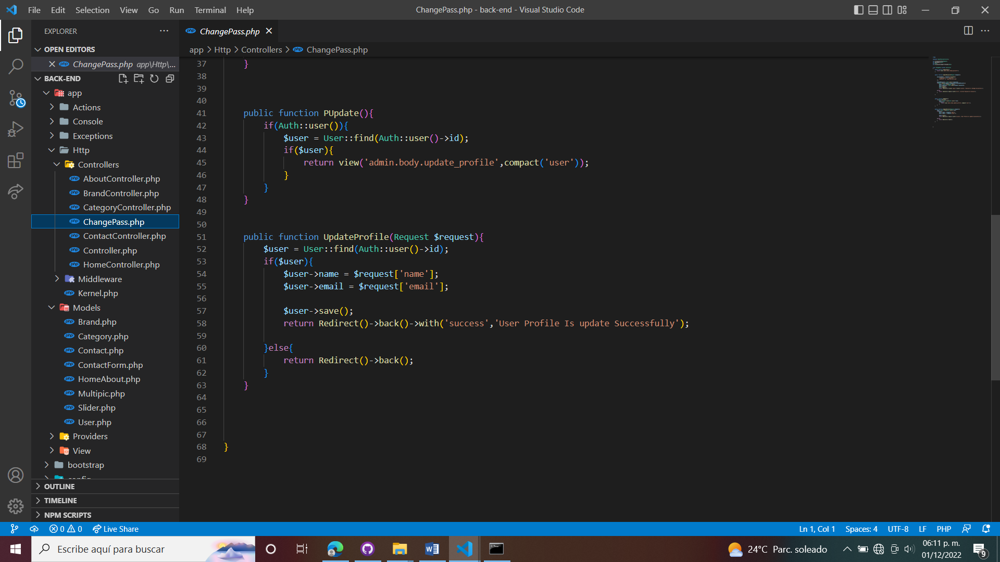 File Edit Selection View Go Run Terminal Help
ChangePass.php - back-end - Visual Studio Code
EXPLORER
OPEN EDITORS
ChangePass.php app\Http\...
BACK-END
app
Actions
Console
Exceptions
Http
Controllers
AboutController.php
BrandController.php
CategoryController.php
ChangePass.php
ContactController.php
Controller.php
HomeController.php
Middleware
Kernel.php
Models
Brand.php
Category.php
Contact.php
ContactForm.php
HomeAbout.php
Multipic.php
Slider.php
User.php
Providers
View
bootstrap
config
OUTLINE
TIMELINE
NPM SCRIPTS
ChangePass.php
app > Http > Controllers > ChangePass.php
37 }
38
39
40
41 public function PUpdate(){
42 if(Auth::user()){
43 $user = User::find(Auth::user()->id);
44 if($user){
45 return view('admin.body.update_profile',compact('user'));
46 }
47 }
48 }
49
50
51 public function UpdateProfile(Request $request){
52 $user = User::find(Auth::user()->id);
53 if($user){
54 $user->name = $request['name'];
55 $user->email = $request['email'];
56
57 $user->save();
58 return Redirect()->back()->with('success','User Profile Is update Successfully');
59
60 }else{
61 return Redirect()->back();
62 }
63 }
64
65
66
67
68 }
69
0 0 Live Share
Ln 1, Col 1 Spaces: 4 UTF-8 LF PHP
Escribe aquí para buscar
24°C Parc. soleado
06:11 p. m.
01/12/2022
9